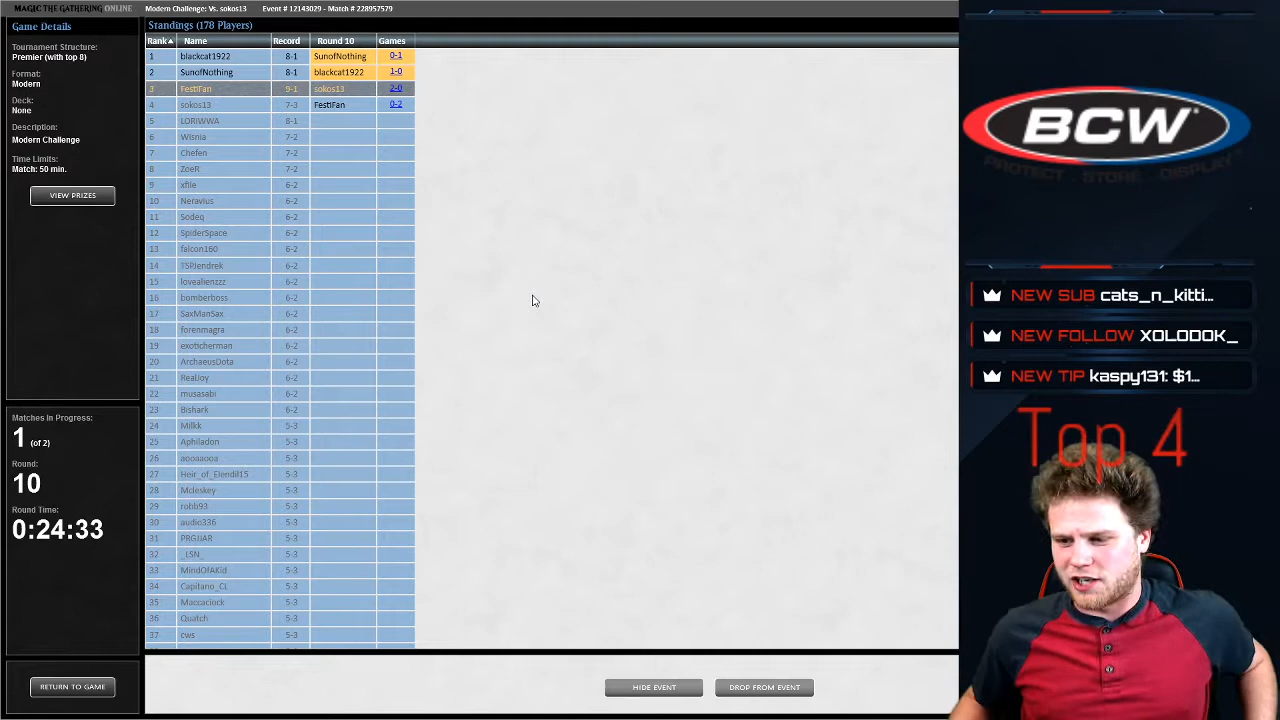 MAGIC THE GATHERING ONLINE Modern Challenge: Vs. sokos13 Event # 12143029 - Match # 228957579
Game Details
Tournament Structure:
Premier (with top 8)
Format:
Modern
Deck:
None
Description:
Modern Challenge
Time Limits:
Match: 50 min.
VIEW PRIZES
Matches In Progress:
1 (of 2)
Round:
10
Round Time:
0:24:33
RETURN TO GAME
Standings (178 Players)
Rank Name Record Round 10 Games
1 blackcat1922 8-1 SunofNothing 0-1
2 SunofNothing 8-1 blackcat1922 1-0
3 FestiFan 9-1 sokos13 2-0
4 sokos13 7-3 FestiFan 0-2
5 LORIWWA 8-1
6 Wisnia 7-2
7 Chefen 7-2
8 ZoeR 7-2
9 xfile 6-2
10 Neravius 6-2
11 Sodeq 6-2
12 SpiderSpace 6-2
13 falcon160 6-2
14 TSPJendrek 6-2
15 lovealienzzz 6-2
16 bomberboss 6-2
17 SaxManSax 6-2
18 forenmagra 6-2
19 exoticherman 6-2
20 ArchaeusDota 6-2
21 RealJoy 6-2
22 musasabi 6-2
23 Bishark 6-2
24 Milkk 5-3
25 Aphiladon 5-3
26 aooaaooa 5-3
27 Heir_of_Elendil15 5-3
28 Mcleskey 5-3
29 robb93 5-3
30 audio336 5-3
31 PRGJJAR 5-3
32 _LSN_ 5-3
33 MindOfAKid 5-3
34 Capitano_CL 5-3
35 Maccaciock 5-3
36 Quatch 5-3
37 cws 5-3
HIDE EVENT DROP FROM EVENT
BCW
PROTECT STORE DISPLAY
NEW SUB cats_n_kitti...
NEW FOLLOW XOLODOK_
NEW TIP kaspy131: $1...
Top 4